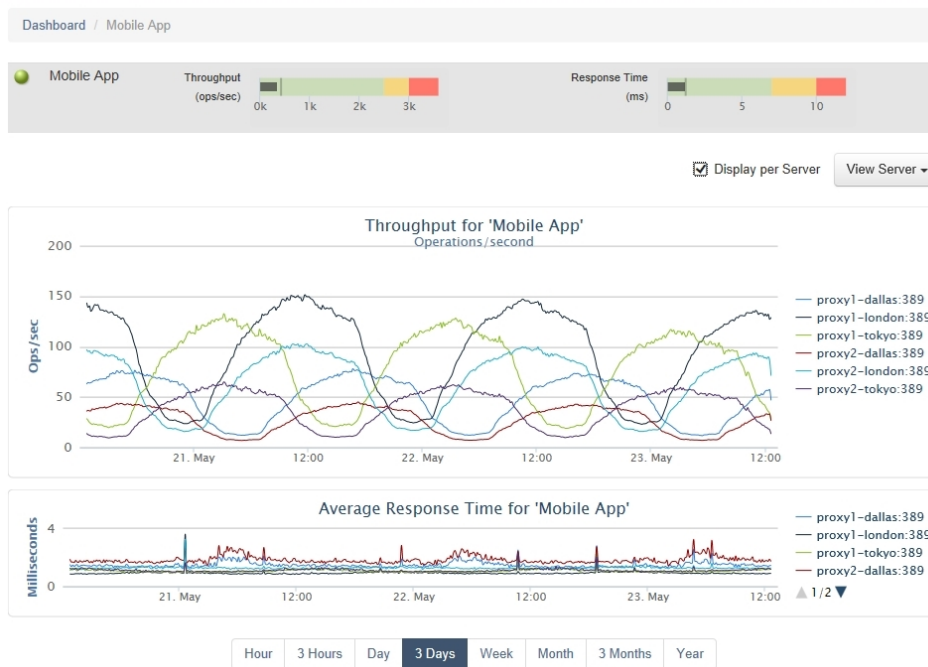 Dashboard / Mobile App
Mobile App
Throughput
(ops/sec)
0k 1k 2k 3k
Response Time
(ms)
0 5 10
Display per Server
View Server
Throughput for 'Mobile App'
Operations/second
Ops/sec
200
150
100
50
0
21. May 12:00 22. May 12:00 23. May 12:00
proxy1-dallas:389
proxy1-london:389
proxy1-tokyo:389
proxy2-dallas:389
proxy2-london:389
proxy2-tokyo:389
Average Response Time for 'Mobile App'
Milliseconds
4
0
21. May 12:00 22. May 12:00 23. May 12:00
proxy1-dallas:389
proxy1-london:389
proxy1-tokyo:389
proxy2-dallas:389
1/2
Hour 3 Hours Day 3 Days Week Month 3 Months Year